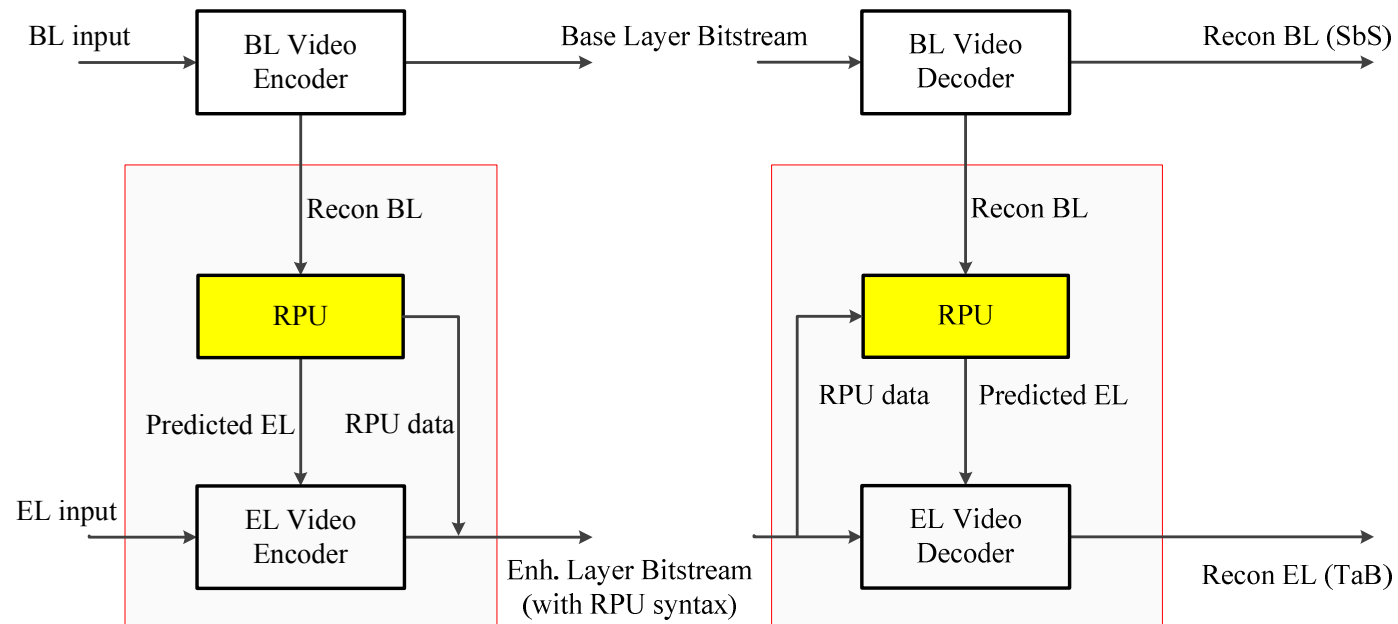 BL input
BL Video
Encoder
Base Layer Bitstream
BL Video
Decoder
Recon BL (SbS)
Recon BL
Recon BL
RPU
RPU
Predicted EL
RPU data
RPU data
Predicted EL
EL input
EL Video
Encoder
Enh. Layer Bitstream
(with RPU syntax)
EL Video
Decoder
Recon EL (TaB)